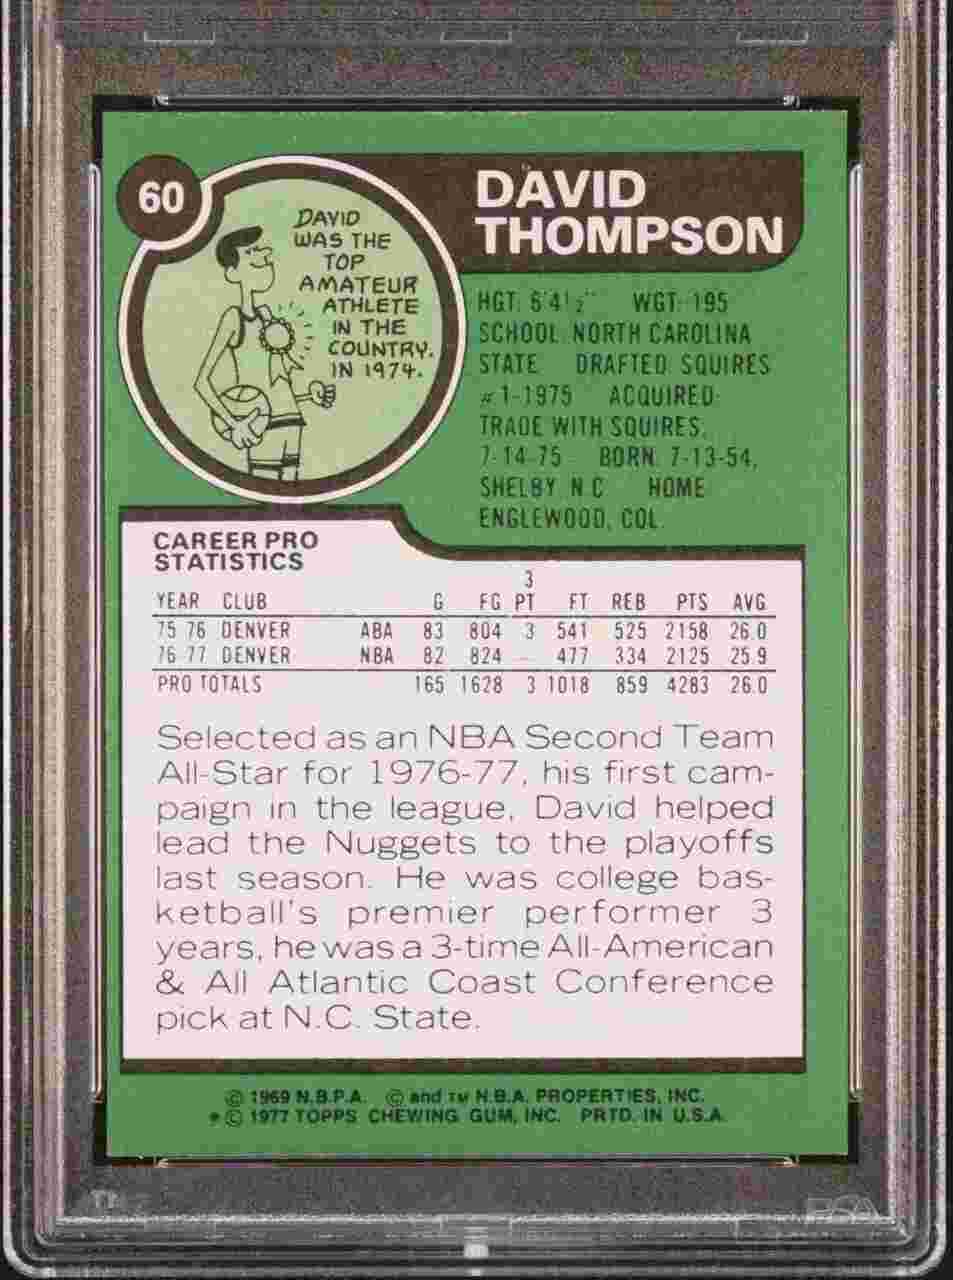 60
DAVID
WAS THE
TOP
AMATEUR
ATHLETE
IN THE
COUNTRY.
IN 1974.
DAVID
THOMPSON
HGT: 6'4½" WGT: 195
SCHOOL: NORTH CAROLINA
STATE DRAFTED: SQUIRES
#1-1975 ACQUIRED:
TRADE WITH SQUIRES,
7-14-75 BORN: 7-13-54,
SHELBY N C HOME
ENGLEWOOD, COL.
CAREER PRO
STATISTICS
3
YEAR CLUB G FG PT FT REB PTS AVG.
75 76 DENVER ABA 83 804 3 541 525 2158 26.0
76-77 DENVER NBA 82 824 — 477 334 2125 25.9
PRO TOTALS 165 1628 3 1018 859 4283 26.0
Selected as an NBA Second Team
All-Star for 1976-77, his first cam-
paign in the league, David helped
lead the Nuggets to the playoffs
last season. He was college bas-
ketball's premier performer 3
years, he was a 3-time All-American
& All Atlantic Coast Conference
pick at N.C. State.
© 1969 N.B.P.A. © and TM N.B.A. PROPERTIES, INC.
* © 1977 TOPPS CHEWING GUM, INC. PRTD. IN U.S.A.
PSA